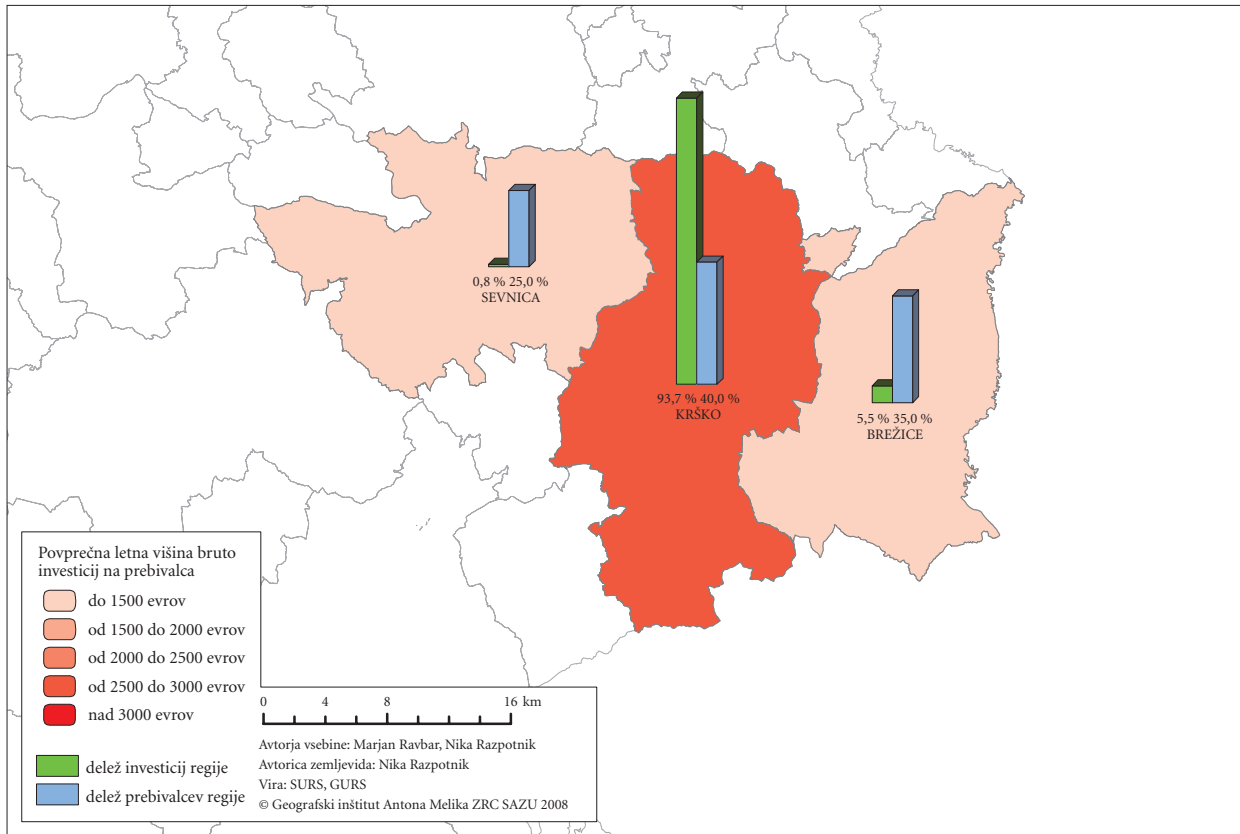 0,8 % 25,0 %
SEVNICA
93,7 % 40,0 %
KRŠKO
5,5 % 35,0 %
BREŽICE
Povprečna letna višina bruto
investicij na prebivalca
do 1500 evrov
od 1500 do 2000 evrov
od 2000 do 2500 evrov
od 2500 do 3000 evrov
nad 3000 evrov
delež investicij regije
delež prebivalcev regije
0 4 8 16 km
Avtorja vsebine: Marjan Ravbar, Nika Razpotnik
Avtorica zemljevida: Nika Razpotnik
Vira: SURS, GURS
© Geografski inštitut Antona Melika ZRC SAZU 2008